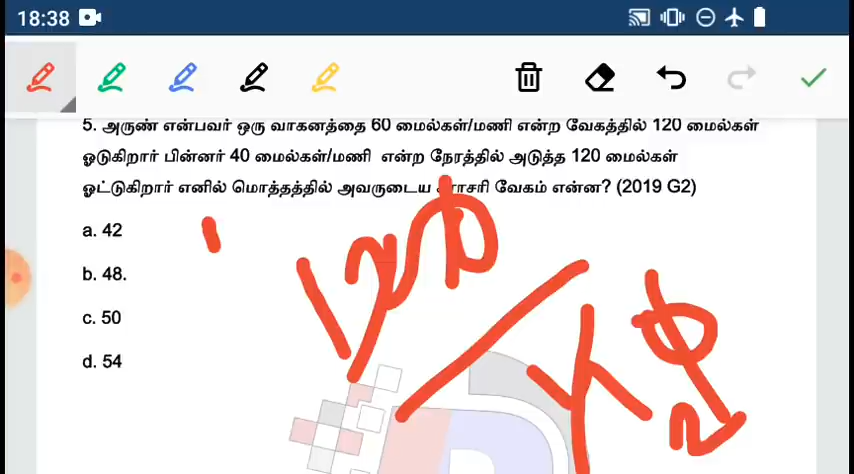 18:38
5. அருண் என்பவர் ஒரு வாகனத்தை 60 மைல்கள்/மணி என்ற வேகத்தில் 120 மைல்கள்
ஓடுகிறார் பின்னர் 40 மைல்கள்/மணி என்ற நேரத்தில் அடுத்த 120 மைல்கள்
ஓட்டுகிறார் எனில் மொத்தத்தில் அவருடைய சராசரி வேகம் என்ன? (2019 G2)
a. 42
b. 48.
c. 50
d. 54
120